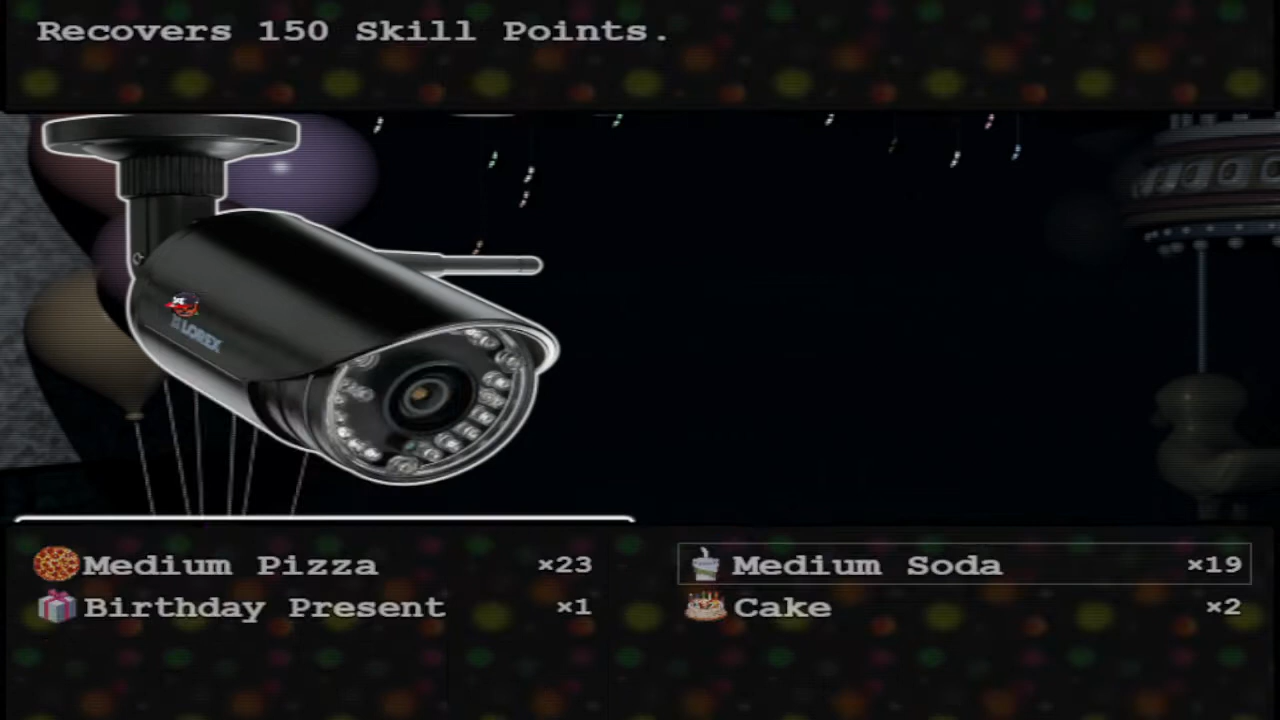 Recovers 150 Skill Points.
LOREX
Medium Pizza ×23
Medium Soda ×19
Birthday Present ×1
Cake ×2